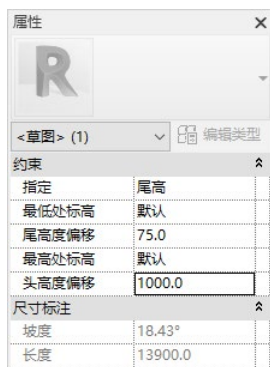 属性
R
<草图> (1) 编辑类型
约束
指定 尾高
最低处标高 默认
尾高度偏移 75.0
最高处标高 默认
头高度偏移 1000.0
尺寸标注
坡度 18.43°
长度 13900.0